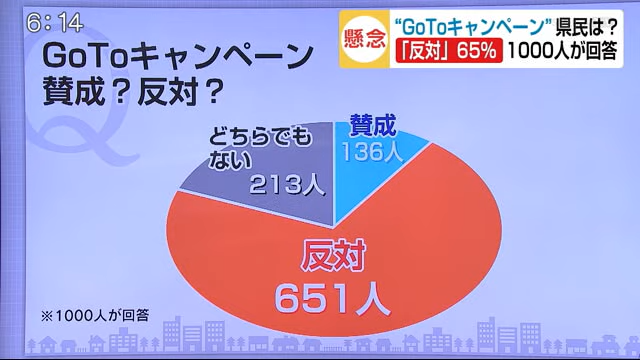 6:14
懸念
“GoToキャンペーン”県民は？
「反対」65% 1000人が回答
Q
GoToキャンペーン
賛成？反対？
どちらでも
ない
213人
賛成
136人
反対
651人
※1000人が回答